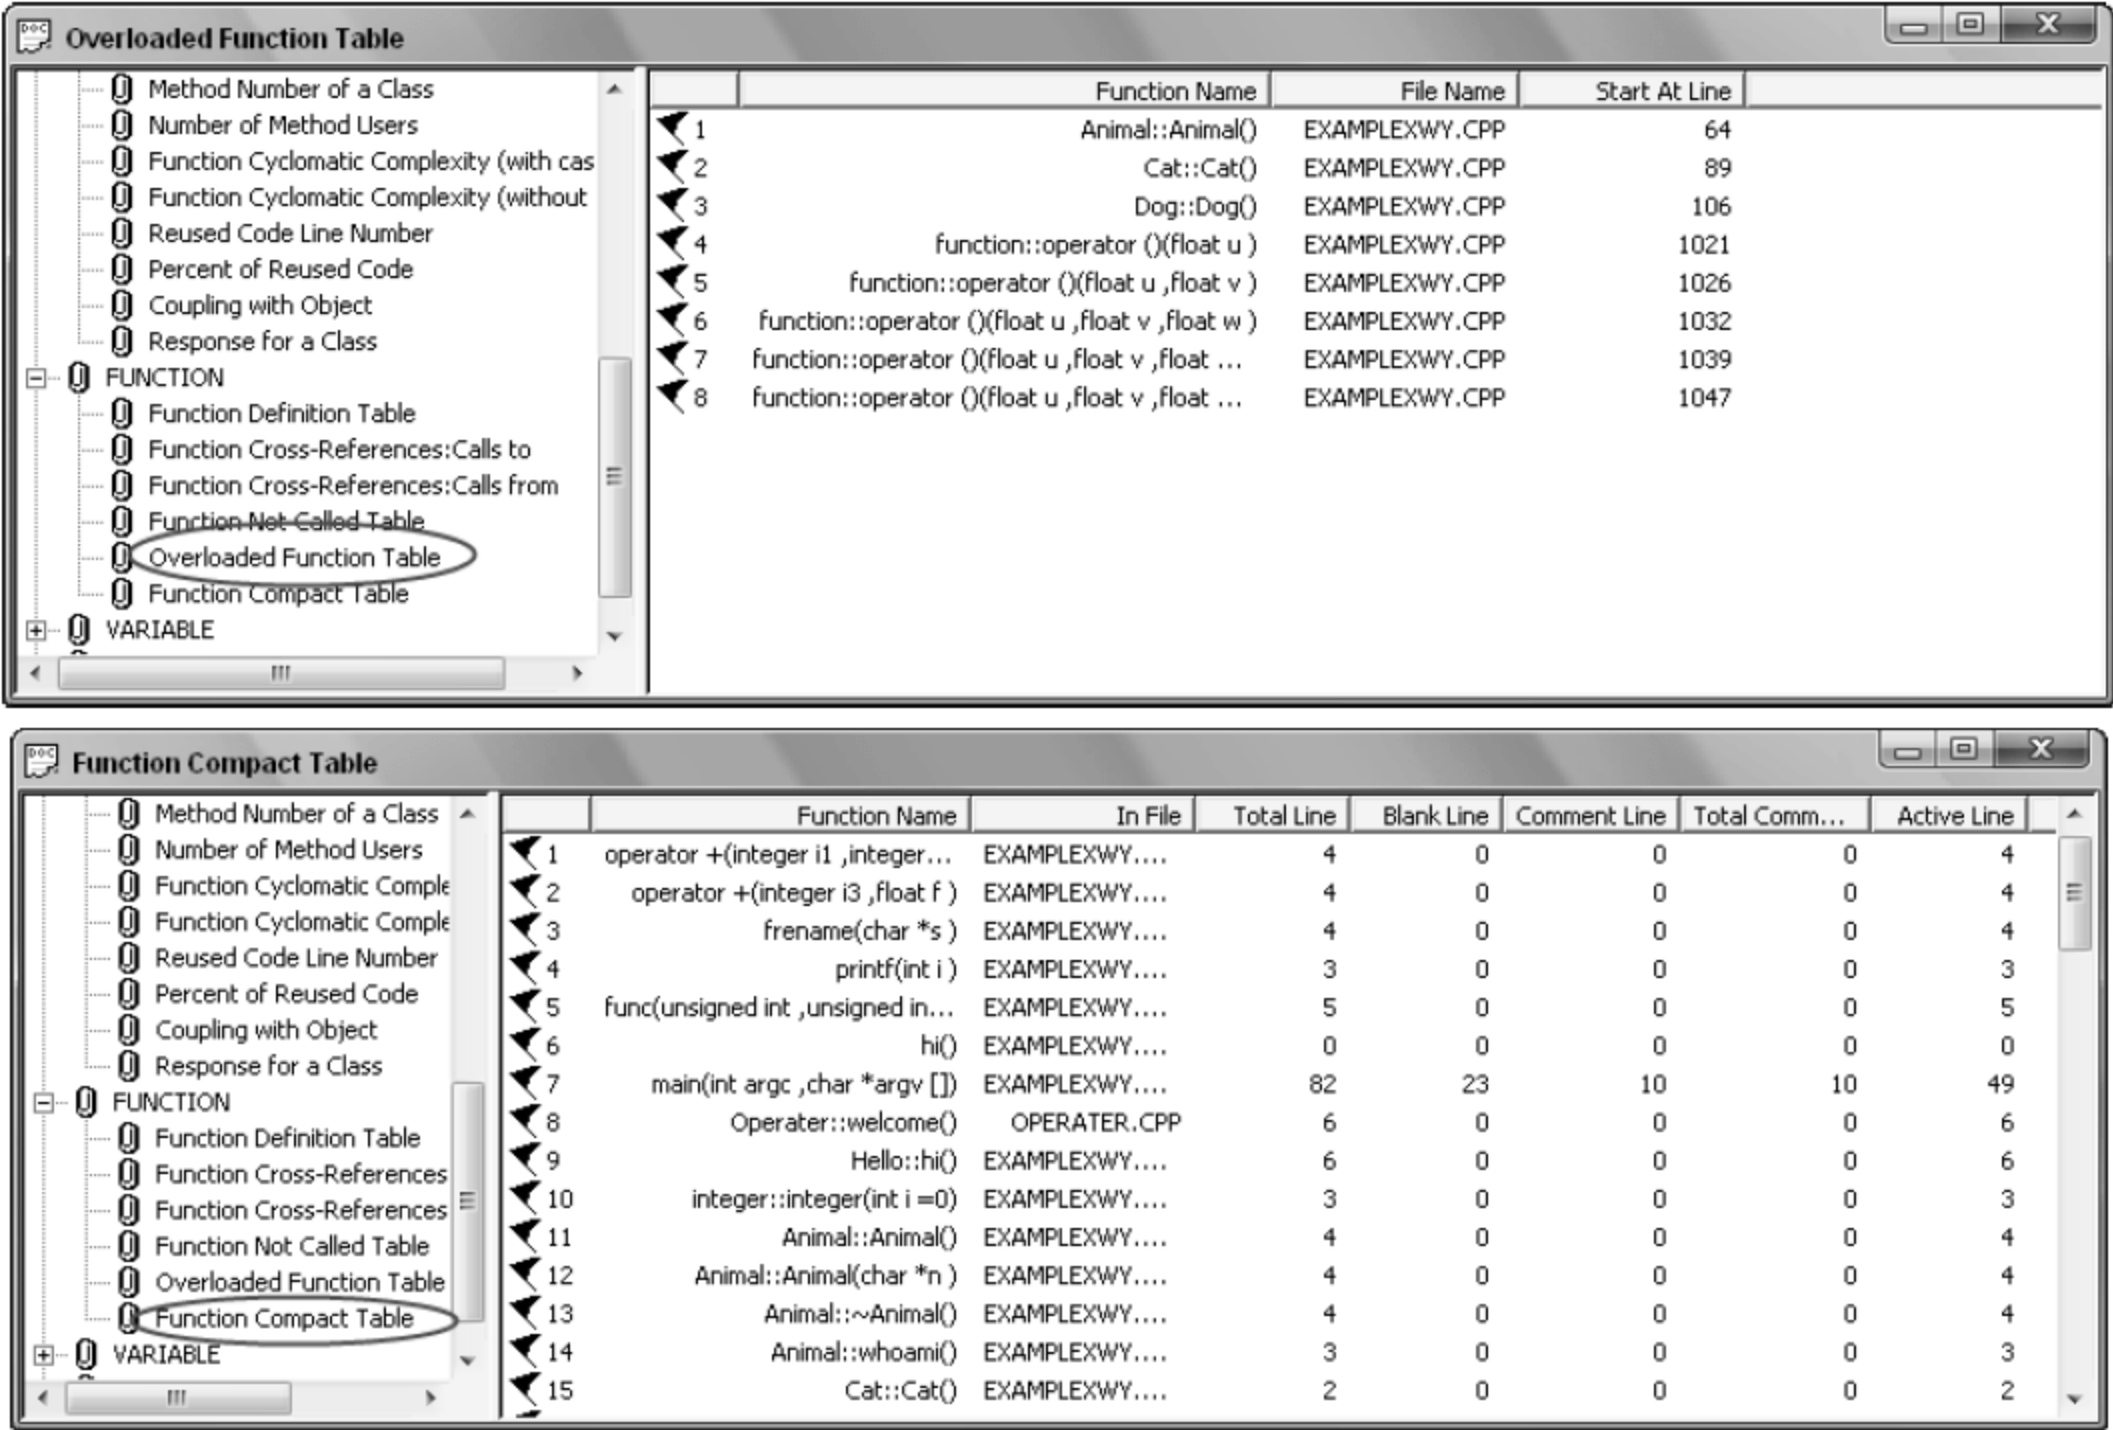 Overloaded Function Table
Method Number of a Class
Number of Method Users
Function Cyclomatic Complexity (with cas
Function Cyclomatic Complexity (without
Reused Code Line Number
Percent of Reused Code
Coupling with Object
Response for a Class
FUNCTION
Function Definition Table
Function Cross-References:Calls to
Function Cross-References:Calls from
Function Not Called Table
Overloaded Function Table
Function Compact Table
VARIABLE
Function Name File Name Start At Line
1 Animal::Animal() EXAMPLEXWY.CPP 64
2 Cat::Cat() EXAMPLEXWY.CPP 89
3 Dog::Dog() EXAMPLEXWY.CPP 106
4 function::operator ()(float u ) EXAMPLEXWY.CPP 1021
5 function::operator ()(float u ,float v ) EXAMPLEXWY.CPP 1026
6 function::operator ()(float u ,float v ,float w ) EXAMPLEXWY.CPP 1032
7 function::operator ()(float u ,float v ,float ... EXAMPLEXWY.CPP 1039
8 function::operator ()(float u ,float v ,float ... EXAMPLEXWY.CPP 1047
Function Compact Table
Method Number of a Class
Number of Method Users
Function Cyclomatic Comple
Function Cyclomatic Comple
Reused Code Line Number
Percent of Reused Code
Coupling with Object
Response for a Class
FUNCTION
Function Definition Table
Function Cross-References
Function Cross-References
Function Not Called Table
Overloaded Function Table
Function Compact Table
VARIABLE
Function Name In File Total Line Blank Line Comment Line Total Comm... Active Line
1 operator +(integer i1 ,integer... EXAMPLEXWY.... 4 0 0 0 4
2 operator +(integer i3 ,float f ) EXAMPLEXWY.... 4 0 0 0 4
3 frename(char *s ) EXAMPLEXWY.... 4 0 0 0 4
4 printf(int i ) EXAMPLEXWY.... 3 0 0 0 3
5 func(unsigned int ,unsigned in... EXAMPLEXWY.... 5 0 0 0 5
6 hi() EXAMPLEXWY.... 0 0 0 0 0
7 main(int argc ,char *argv []) EXAMPLEXWY.... 82 23 10 10 49
8 Operater::welcome() OPERATER.CPP 6 0 0 0 6
9 Hello::hi() EXAMPLEXWY.... 6 0 0 0 6
10 integer::integer(int i =0) EXAMPLEXWY.... 3 0 0 0 3
11 Animal::Animal() EXAMPLEXWY.... 4 0 0 0 4
12 Animal::Animal(char *n ) EXAMPLEXWY.... 4 0 0 0 4
13 Animal::~Animal() EXAMPLEXWY.... 4 0 0 0 4
14 Animal::whoami() EXAMPLEXWY.... 3 0 0 0 3
15 Cat::Cat() EXAMPLEXWY.... 2 0 0 0 2